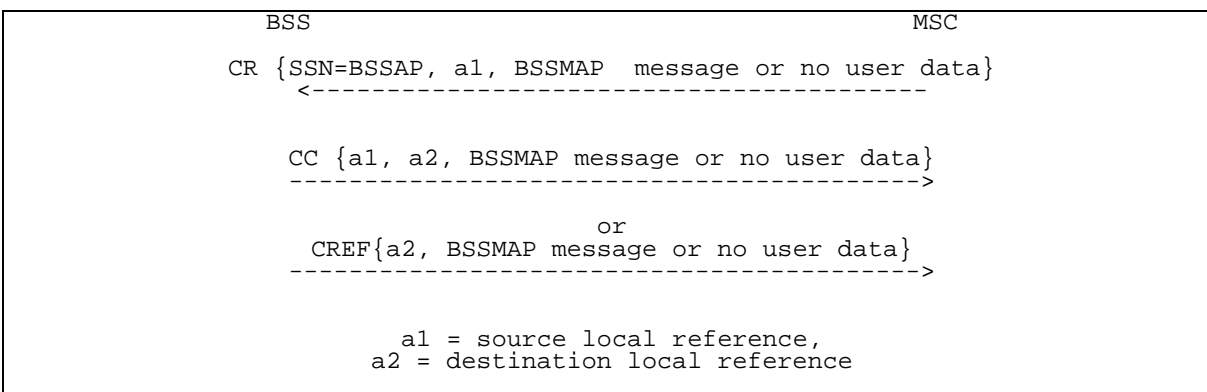 BSS MSC
CR {SSN=BSSAP, a1, BSSMAP message or no user data}
<------------------------------------------
CC {a1, a2, BSSMAP message or no user data}
------------------------------------------>
or
CREF{a2, BSSMAP message or no user data}
------------------------------------------>
a1 = source local reference,
a2 = destination local reference